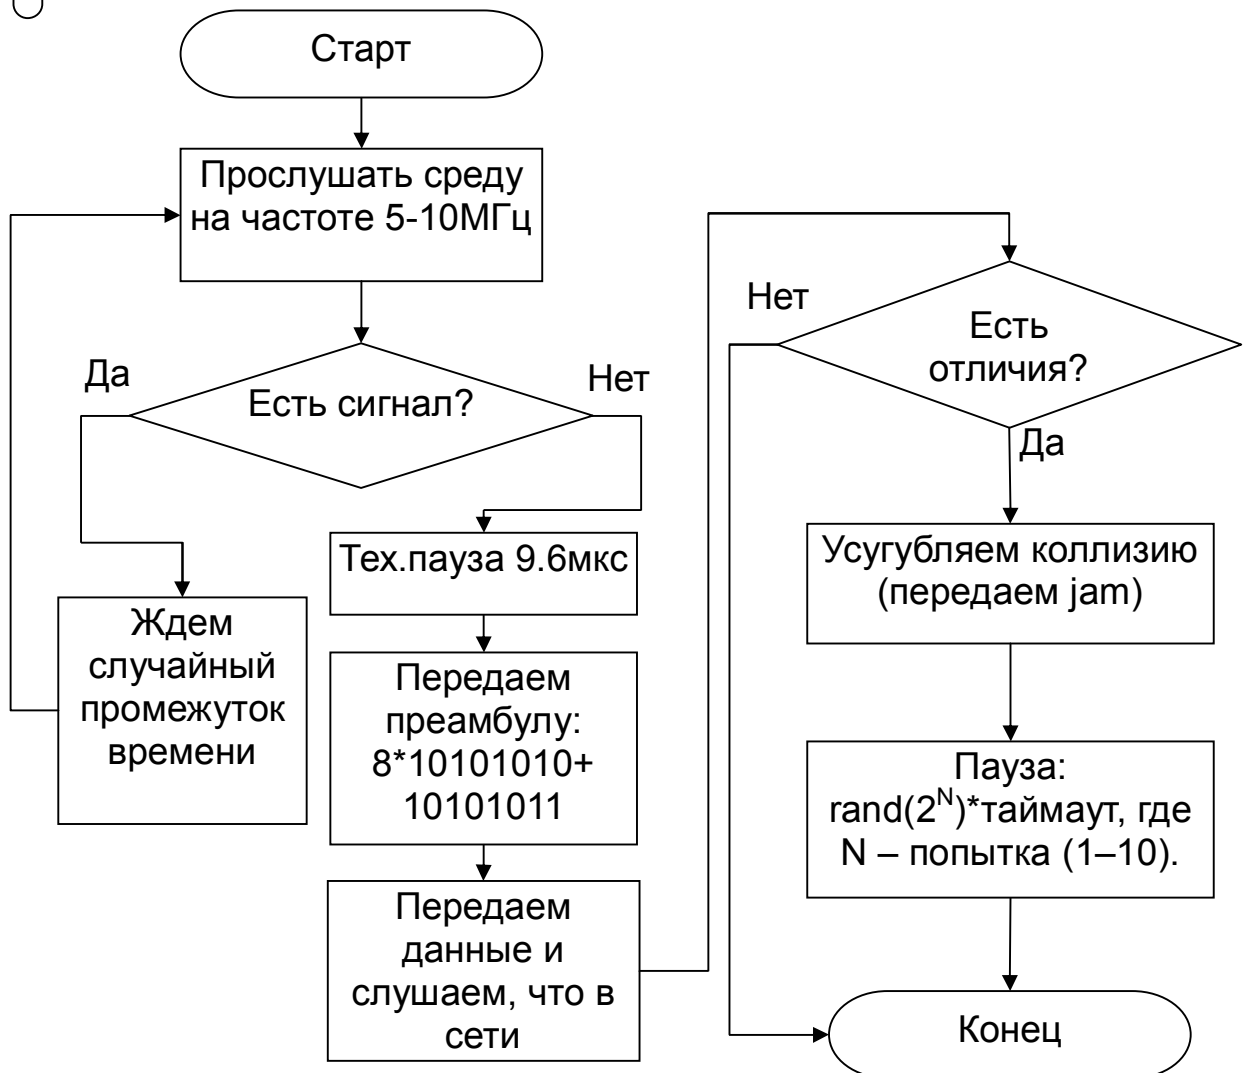 Старт
Прослушать среду
на частоте 5-10МГц
Да
Есть сигнал?
Нет
Тех.пауза 9.6мкс
Ждем
случайный
промежуток
времени
Передаем
преамбулу:
8*10101010+
10101011
Передаем
данные и
слушаем, что в
сети
Нет
Есть
отличия?
Да
Усугубляем коллизию
(передаем jam)
Пауза:
rand(2^N)*таймаут, где
N – попытка (1–10).
Конец